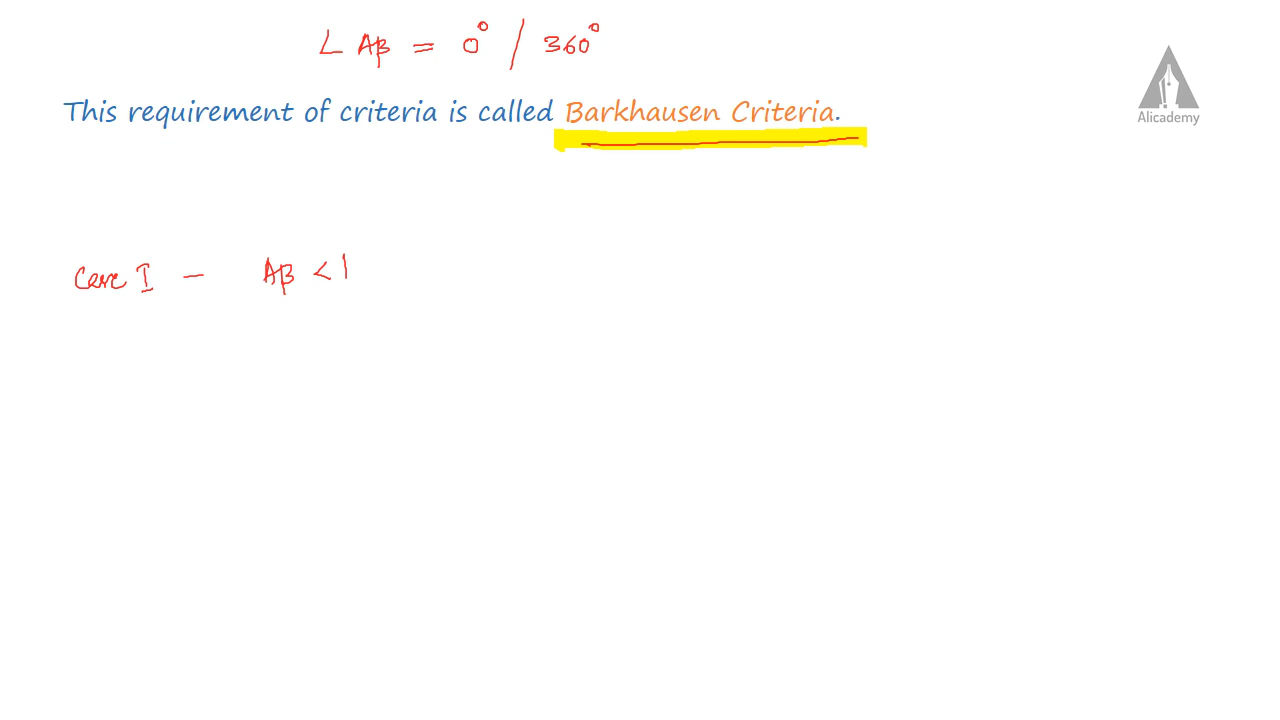 ∠ Aβ = 0° / 360°
This requirement of criteria is called Barkhausen Criteria.
Alicademy
Case I - Aβ < 1